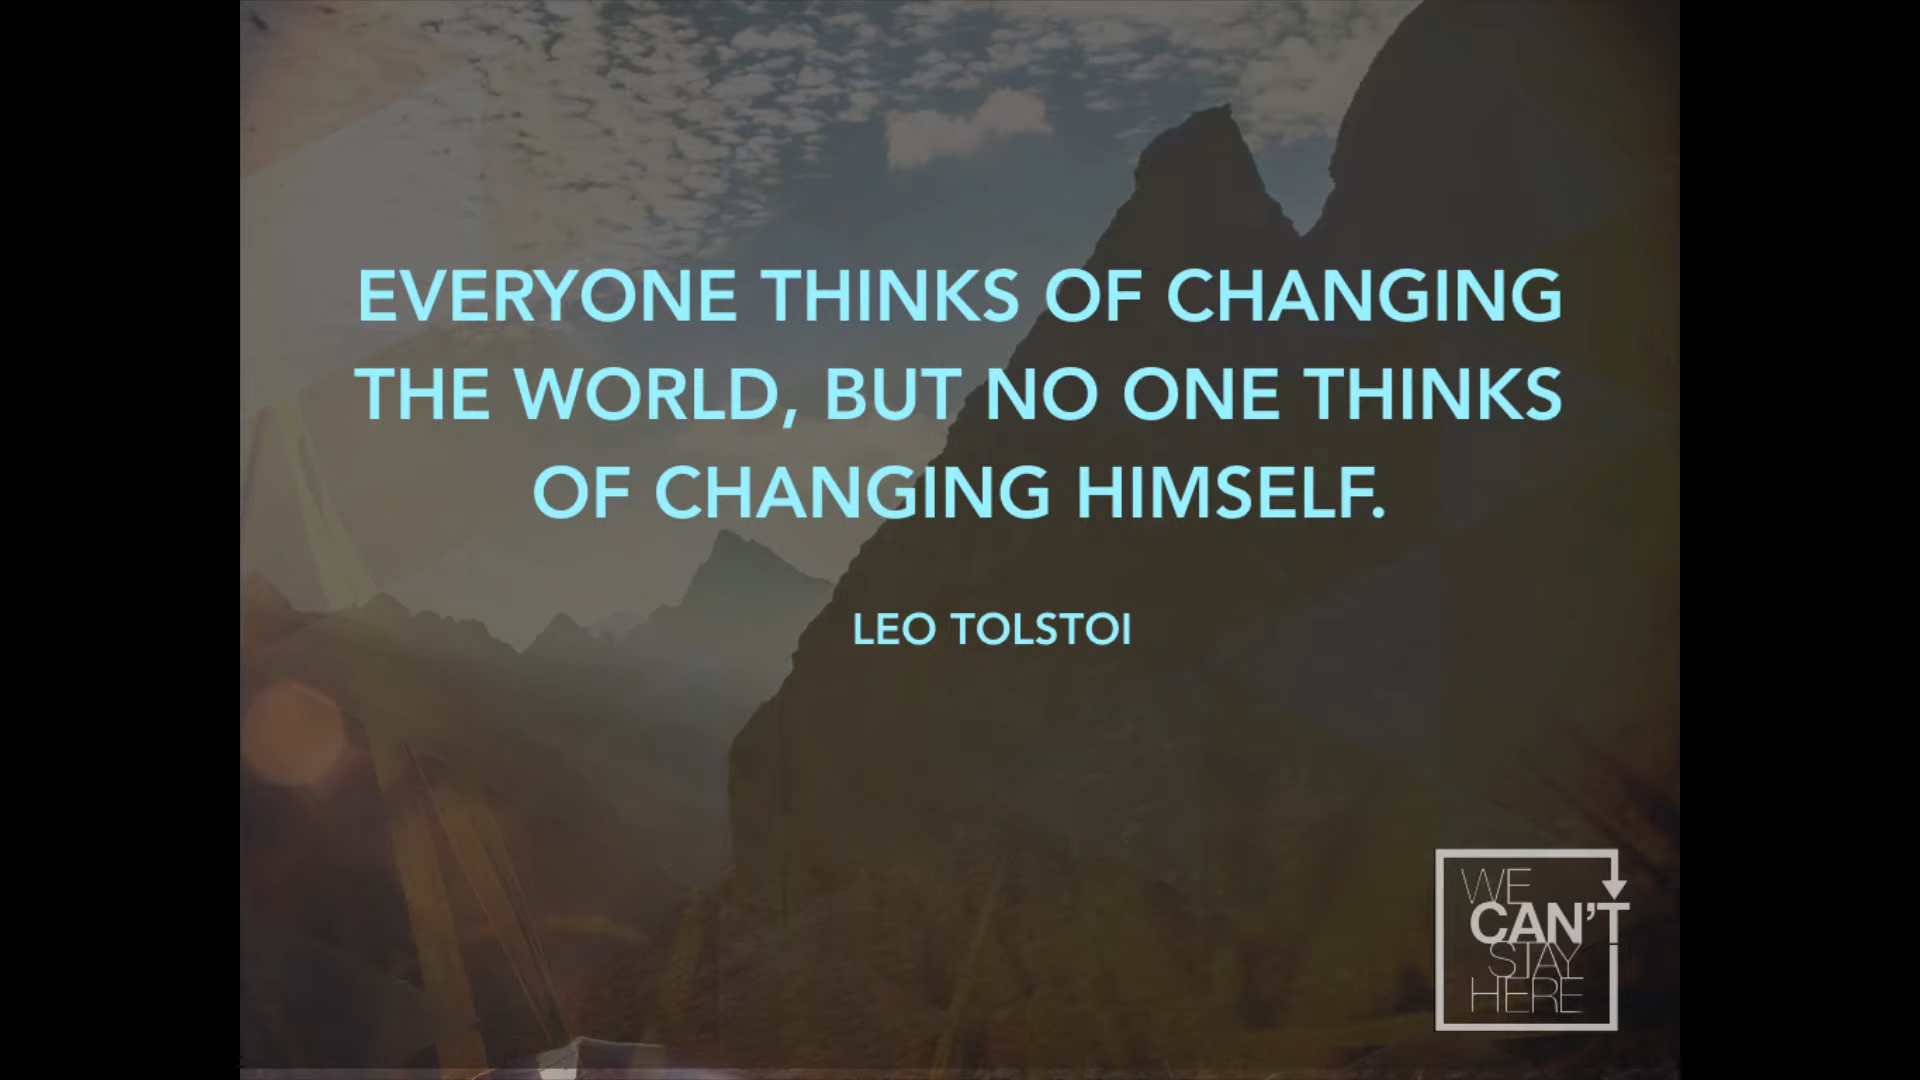 EVERYONE THINKS OF CHANGING
THE WORLD, BUT NO ONE THINKS
OF CHANGING HIMSELF.
LEO TOLSTOI
WE
CAN'T
STAY
HERE